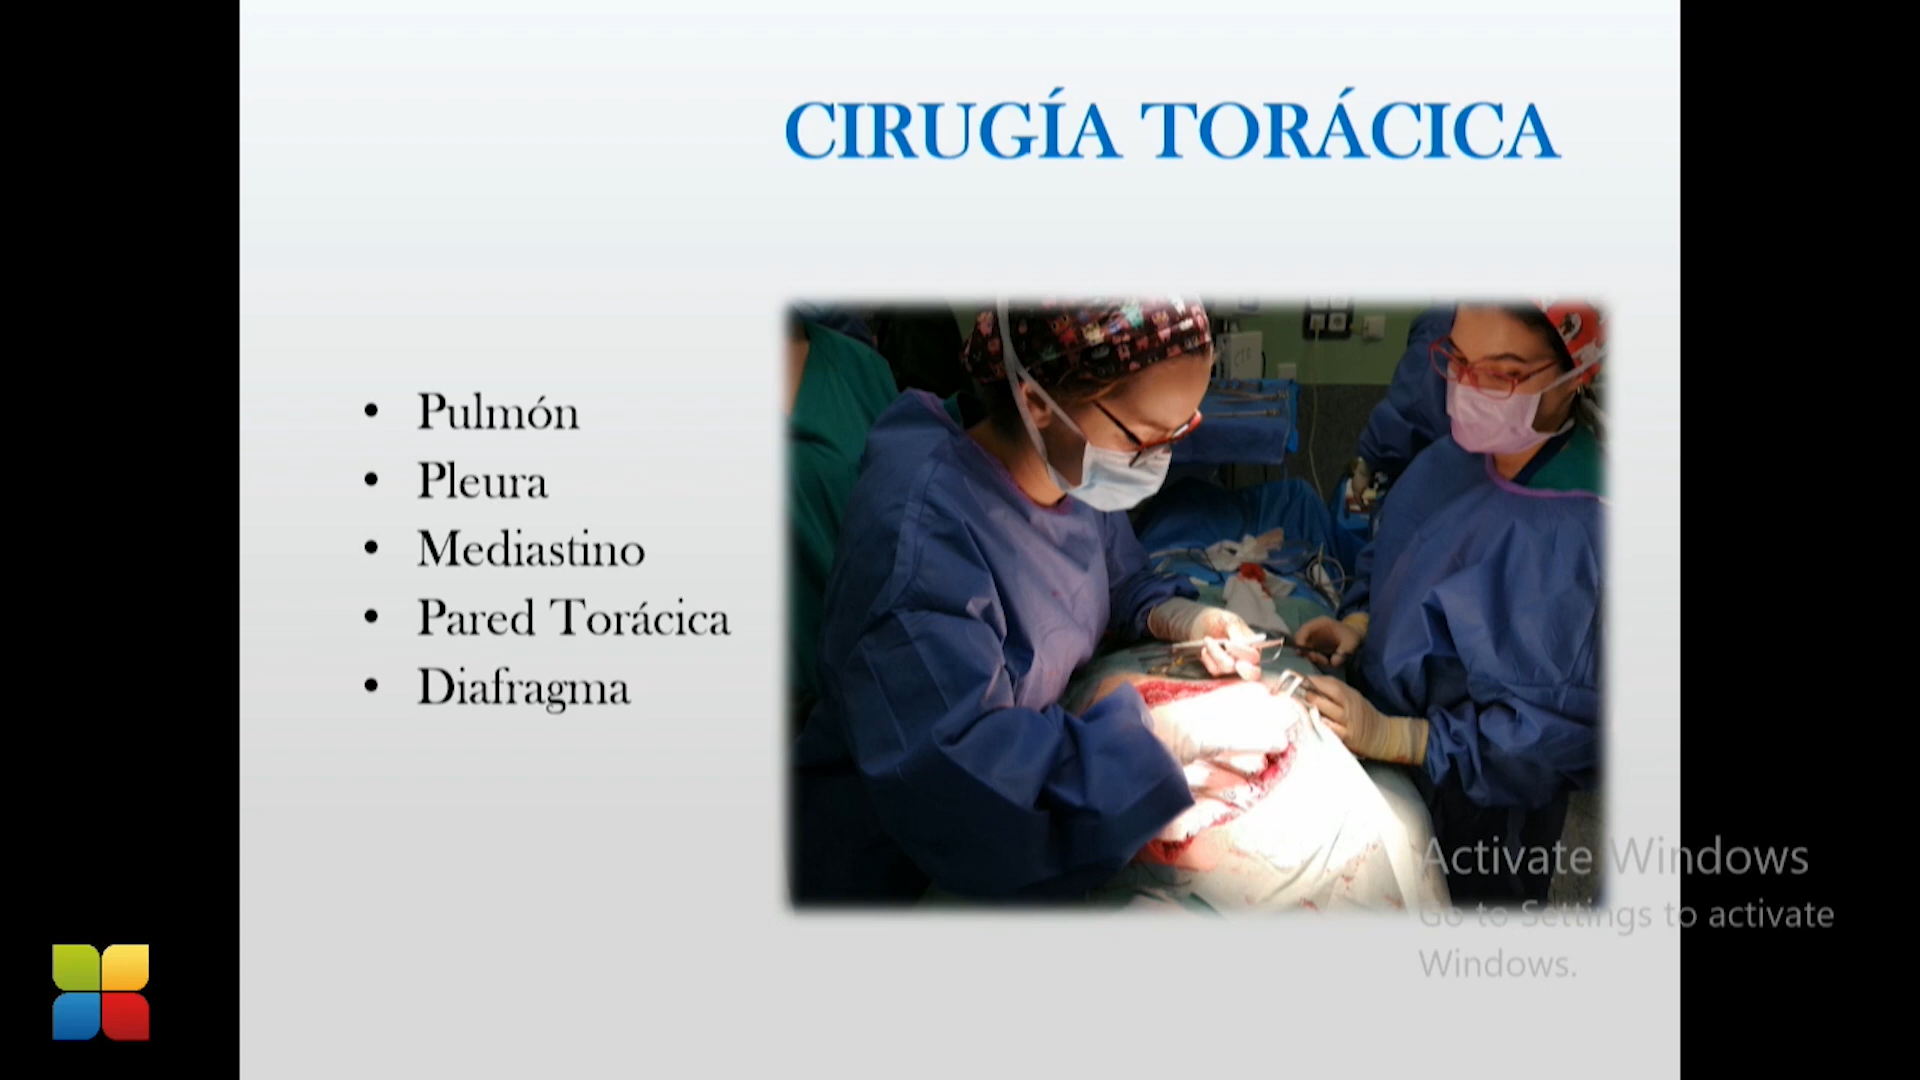 CIRUGÍA TORÁCICA
• Pulmón
• Pleura
• Mediastino
• Pared Torácica
• Diafragma
Activate Windows
Go to Settings to activate
Windows.